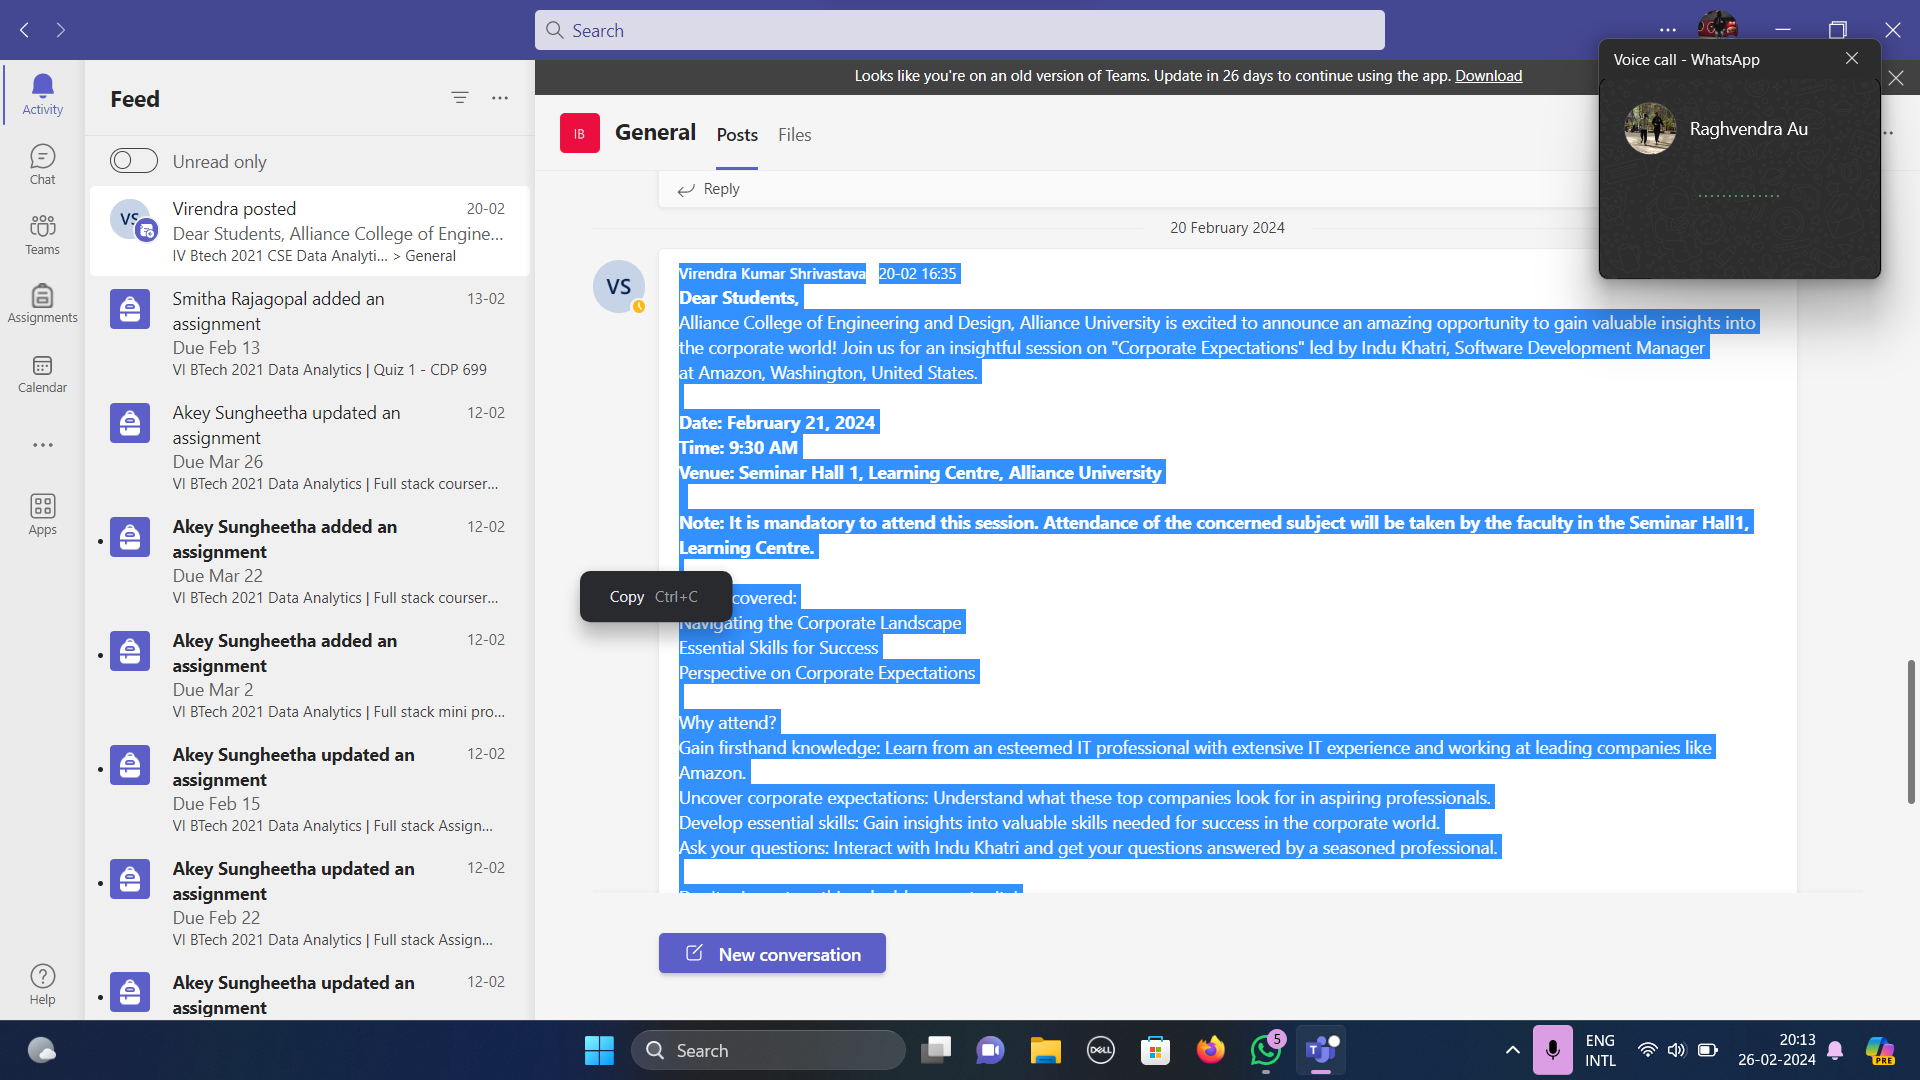 Search
Looks like you're on an old version of Teams. Update in 26 days to continue using the app. Download
Voice call - WhatsApp
Raghvendra Au
Activity
Chat
Teams
Assignments
Calendar
Apps
Help
Feed
Unread only
VS
Virendra posted 20-02
Dear Students, Alliance College of Engine...
IV Btech 2021 CSE Data Analyti... > General
Smitha Rajagopal added an 13-02
assignment
Due Feb 13
VI BTech 2021 Data Analytics | Quiz 1 - CDP 699
Akey Sungheetha updated an 12-02
assignment
Due Mar 26
VI BTech 2021 Data Analytics | Full stack courser...
Akey Sungheetha added an 12-02
assignment
Due Mar 22
VI BTech 2021 Data Analytics | Full stack courser...
Akey Sungheetha added an 12-02
assignment
Due Mar 2
VI BTech 2021 Data Analytics | Full stack mini pro...
Akey Sungheetha updated an 12-02
assignment
Due Feb 15
VI BTech 2021 Data Analytics | Full stack Assign...
Akey Sungheetha updated an 12-02
assignment
Due Feb 22
VI BTech 2021 Data Analytics | Full stack Assign...
Akey Sungheetha updated an 12-02
assignment
IB General Posts Files
Reply
20 February 2024
VS
Virendra Kumar Shrivastava 20-02 16:35
Dear Students,
Alliance College of Engineering and Design, Alliance University is excited to announce an amazing opportunity to gain valuable insights into
the corporate world! Join us for an insightful session on "Corporate Expectations" led by Indu Khatri, Software Development Manager
at Amazon, Washington, United States.
Date: February 21, 2024
Time: 9:30 AM
Venue: Seminar Hall 1, Learning Centre, Alliance University
Note: It is mandatory to attend this session. Attendance of the concerned subject will be taken by the faculty in the Seminar Hall1,
Learning Centre.
Copy Ctrl+C
covered:
Navigating the Corporate Landscape
Essential Skills for Success
Perspective on Corporate Expectations
Why attend?
Gain firsthand knowledge: Learn from an esteemed IT professional with extensive IT experience and working at leading companies like
Amazon.
Uncover corporate expectations: Understand what these top companies look for in aspiring professionals.
Develop essential skills: Gain insights into valuable skills needed for success in the corporate world.
Ask your questions: Interact with Indu Khatri and get your questions answered by a seasoned professional.
New conversation
Search
DELL
5
ENG
INTL
20:13
26-02-2024
PRE